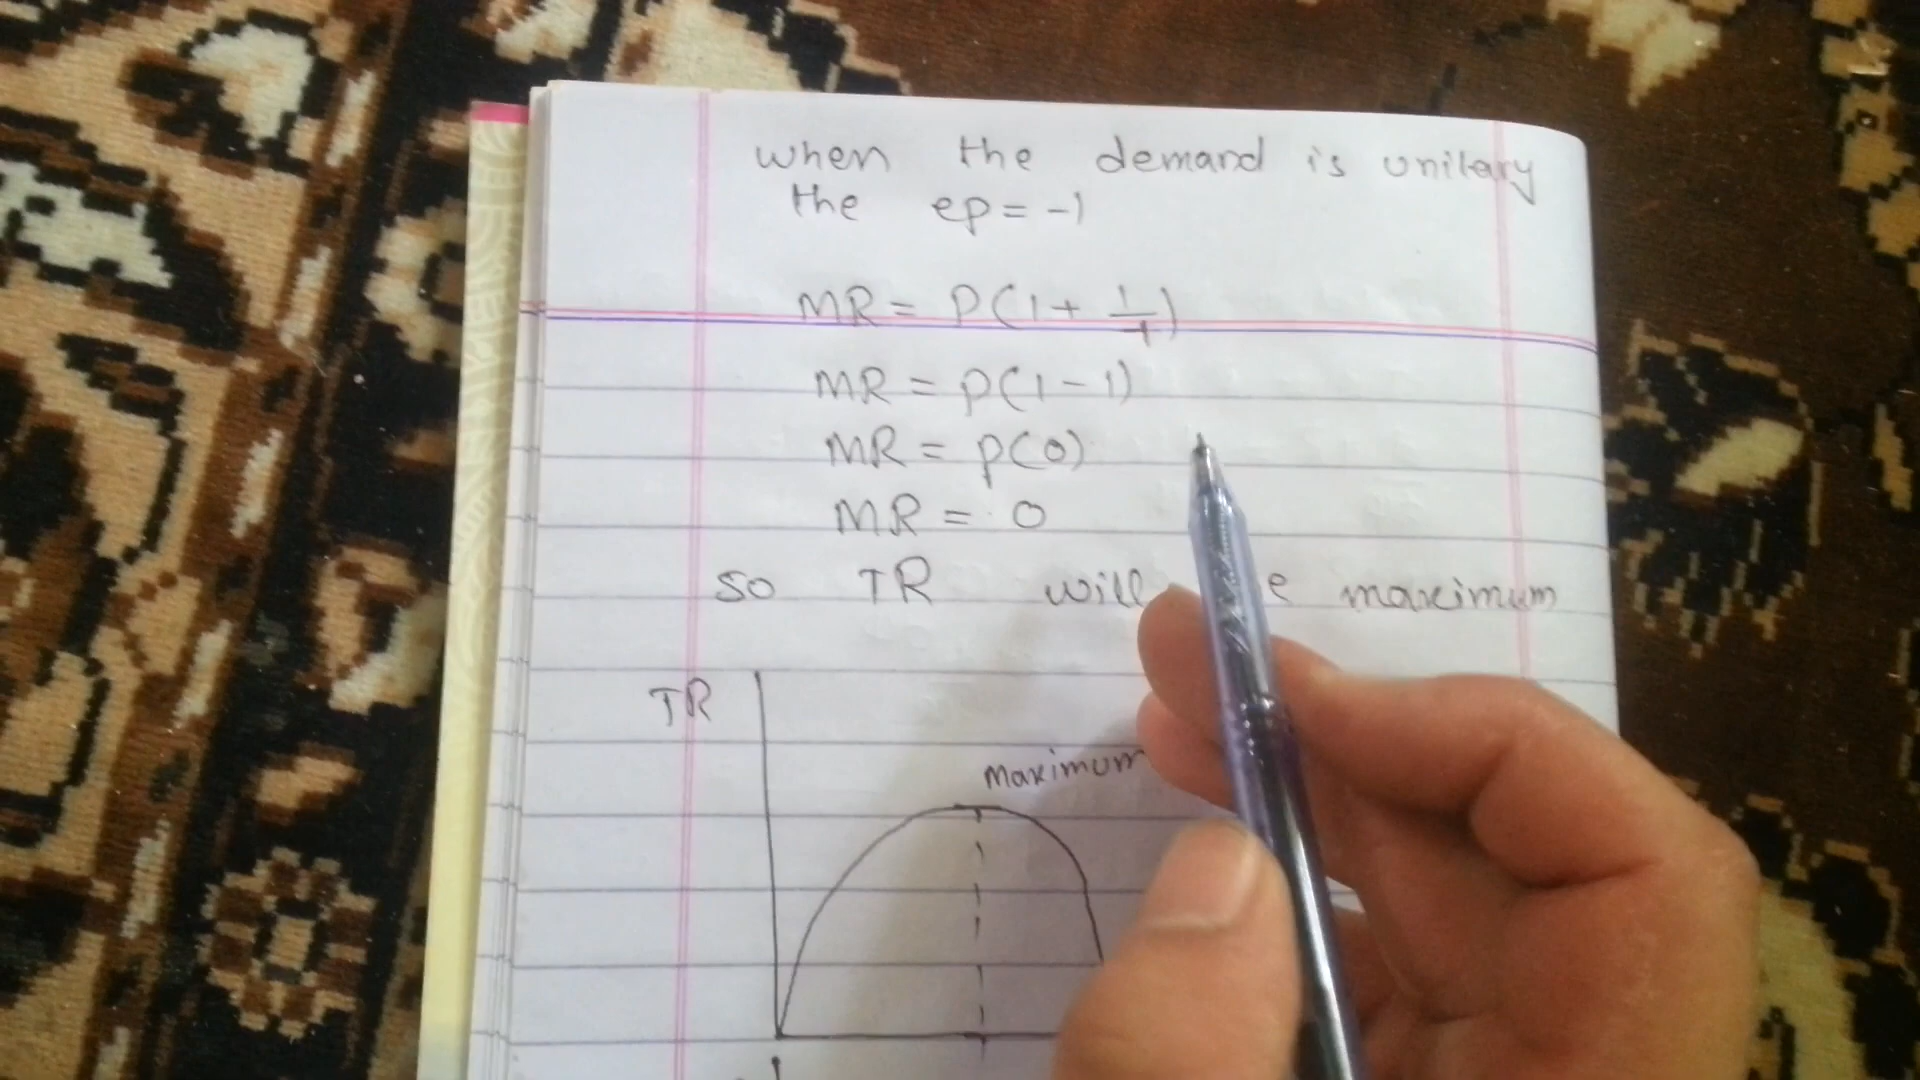 when the demand is unitary
the ep = -1
MR = P(1 + 1/-1)
MR = P(1 - 1)
MR = P(0)
MR = 0
so TR will maximum
TR
Maximum